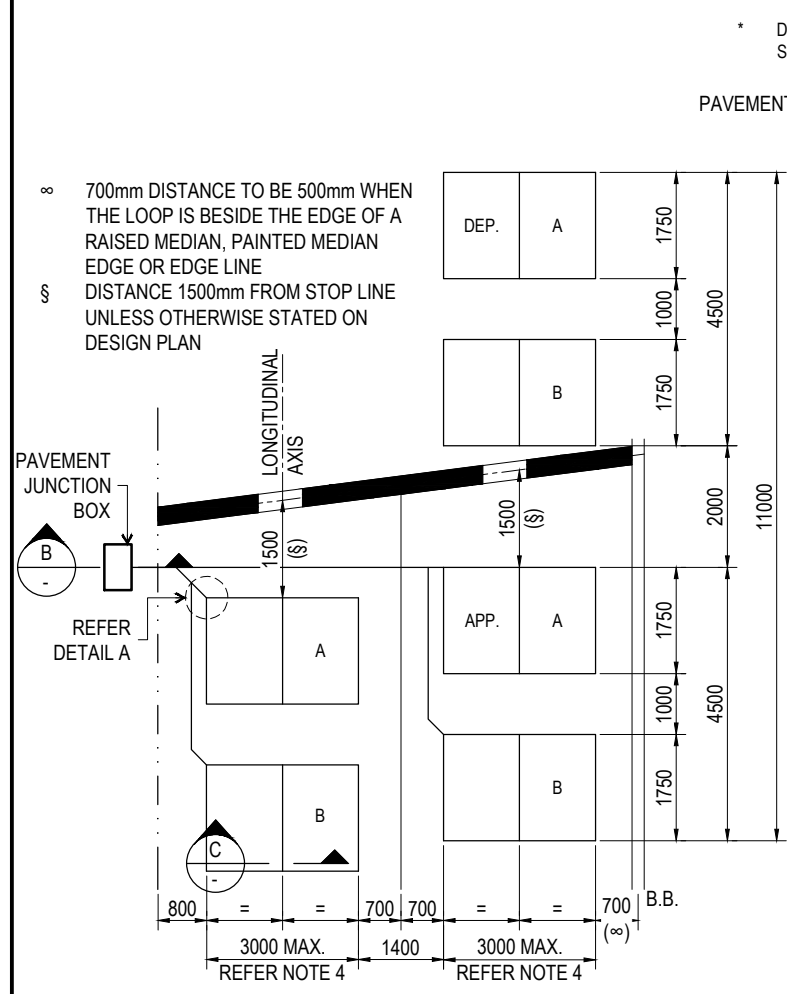 * D
S
PAVEMENT
∞ 700mm DISTANCE TO BE 500mm WHEN
THE LOOP IS BESIDE THE EDGE OF A
RAISED MEDIAN, PAINTED MEDIAN
EDGE OR EDGE LINE
§ DISTANCE 1500mm FROM STOP LINE
UNLESS OTHERWISE STATED ON
DESIGN PLAN
DEP.
A
1750
1000
4500
B
1750
LONGITUDINAL
AXIS
PAVEMENT
JUNCTION
BOX
1500
(§)
1500
(§)
2000
11000
B
-
REFER
DETAIL A
A
APP.
A
1750
1000
4500
B
B
1750
C
-
800
=
=
700
700
=
=
700
(∞)
B.B.
3000 MAX.
REFER NOTE 4
1400
3000 MAX.
REFER NOTE 4